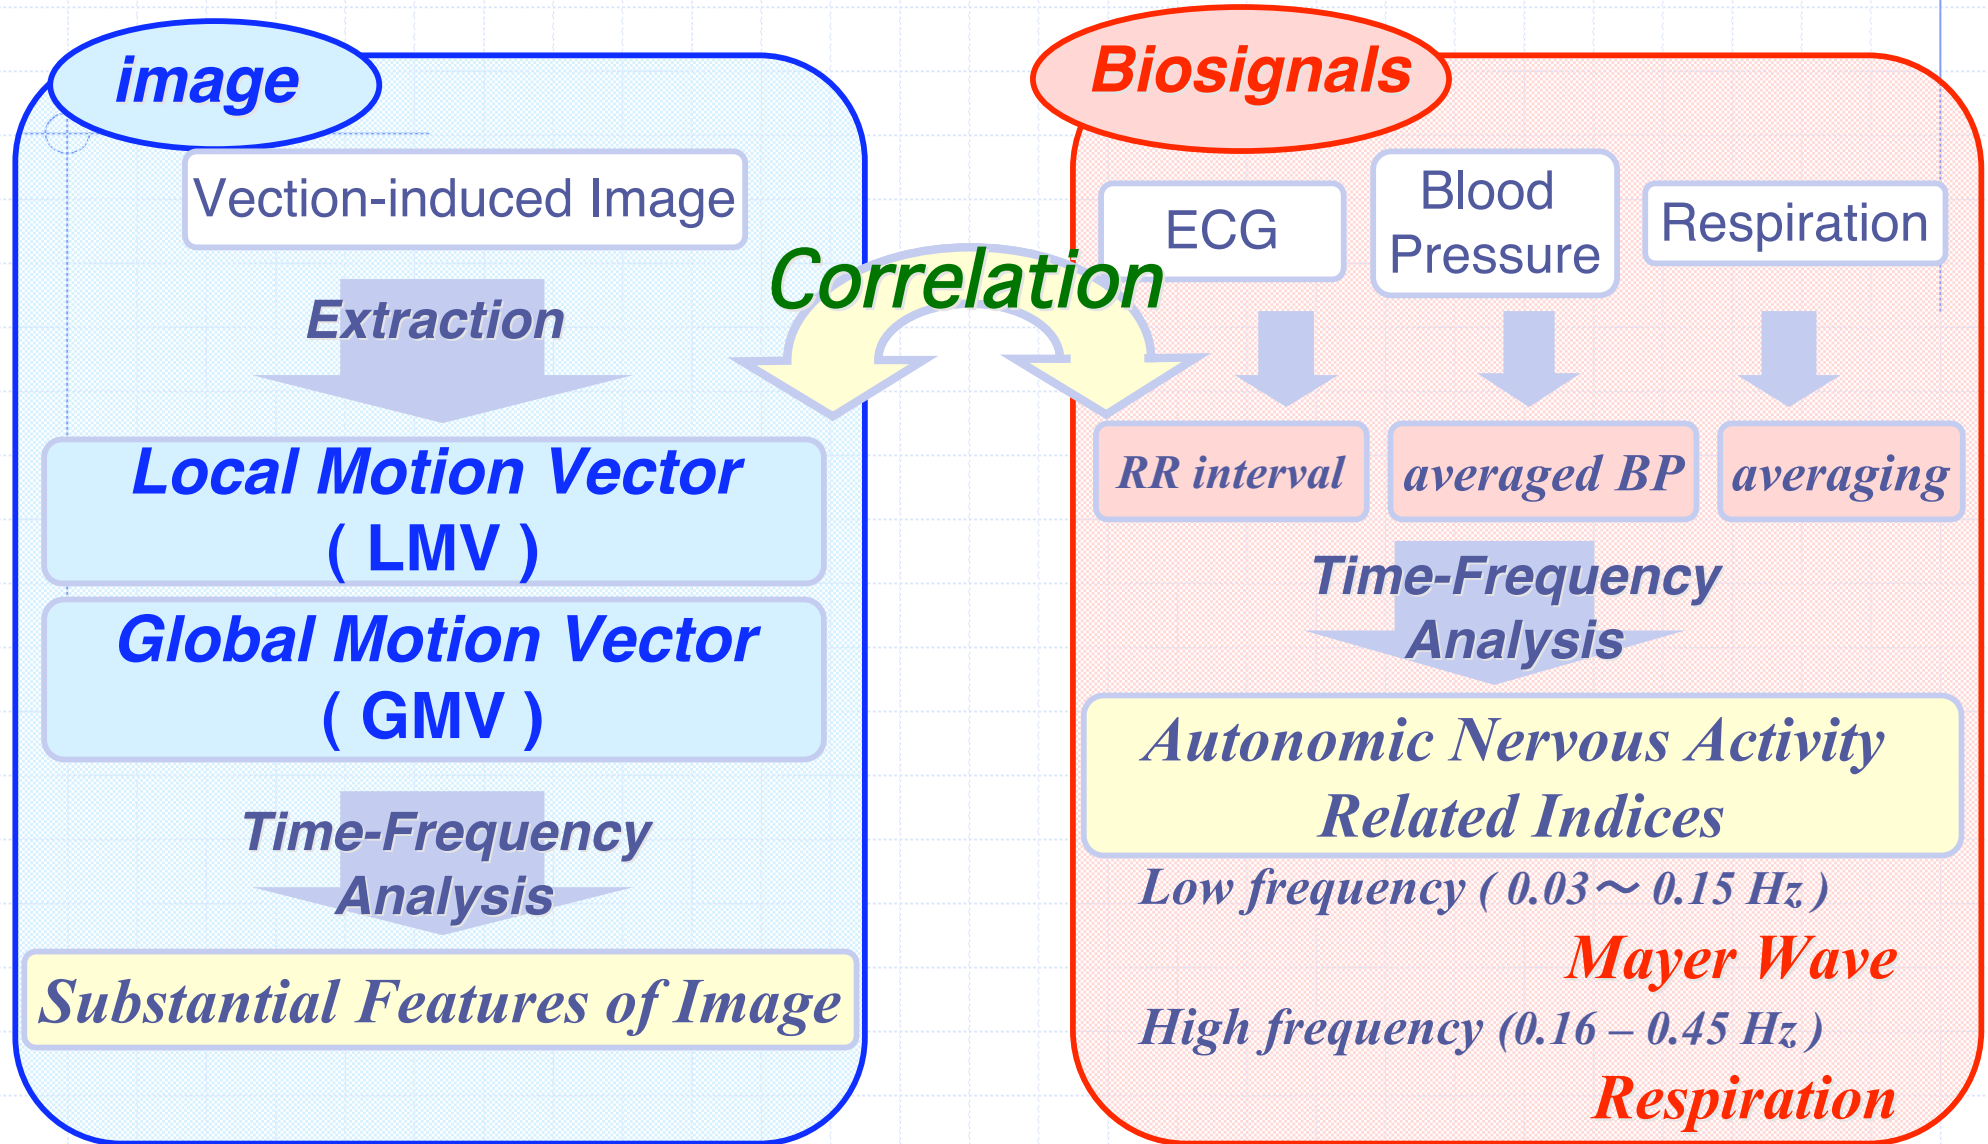 image
Vection-induced Image
Extraction
Local Motion Vector
( LMV )
Global Motion Vector
( GMV )
Time-Frequency
Analysis
Substantial Features of Image
Correlation
Biosignals
ECG
Blood
Pressure
Respiration
RR interval
averaged BP
averaging
Time-Frequency
Analysis
Autonomic Nervous Activity
Related Indices
Low frequency ( 0.03～ 0.15 Hz )
Mayer Wave
High frequency (0.16 – 0.45 Hz )
Respiration